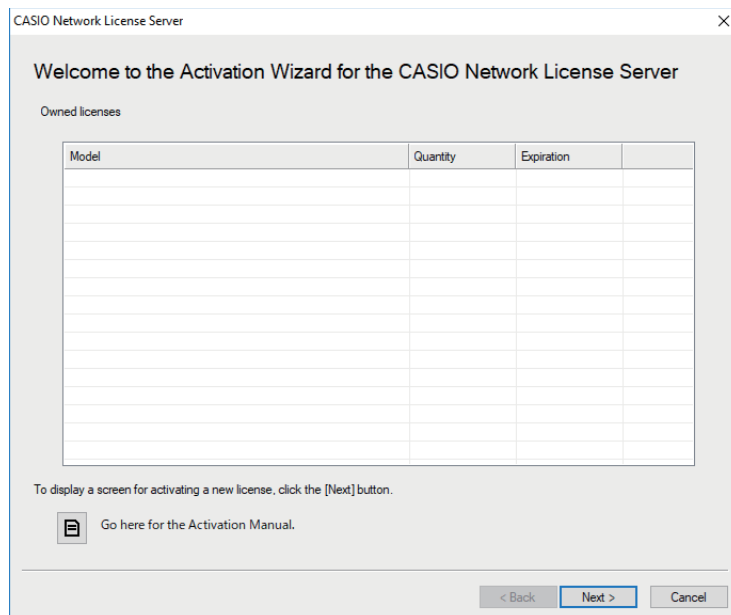 CASIO Network License Server
Welcome to the Activation Wizard for the CASIO Network License Server
Owned licenses
Model Quantity Expiration
To display a screen for activating a new license, click the [Next] button.
Go here for the Activation Manual.
< Back Next > Cancel